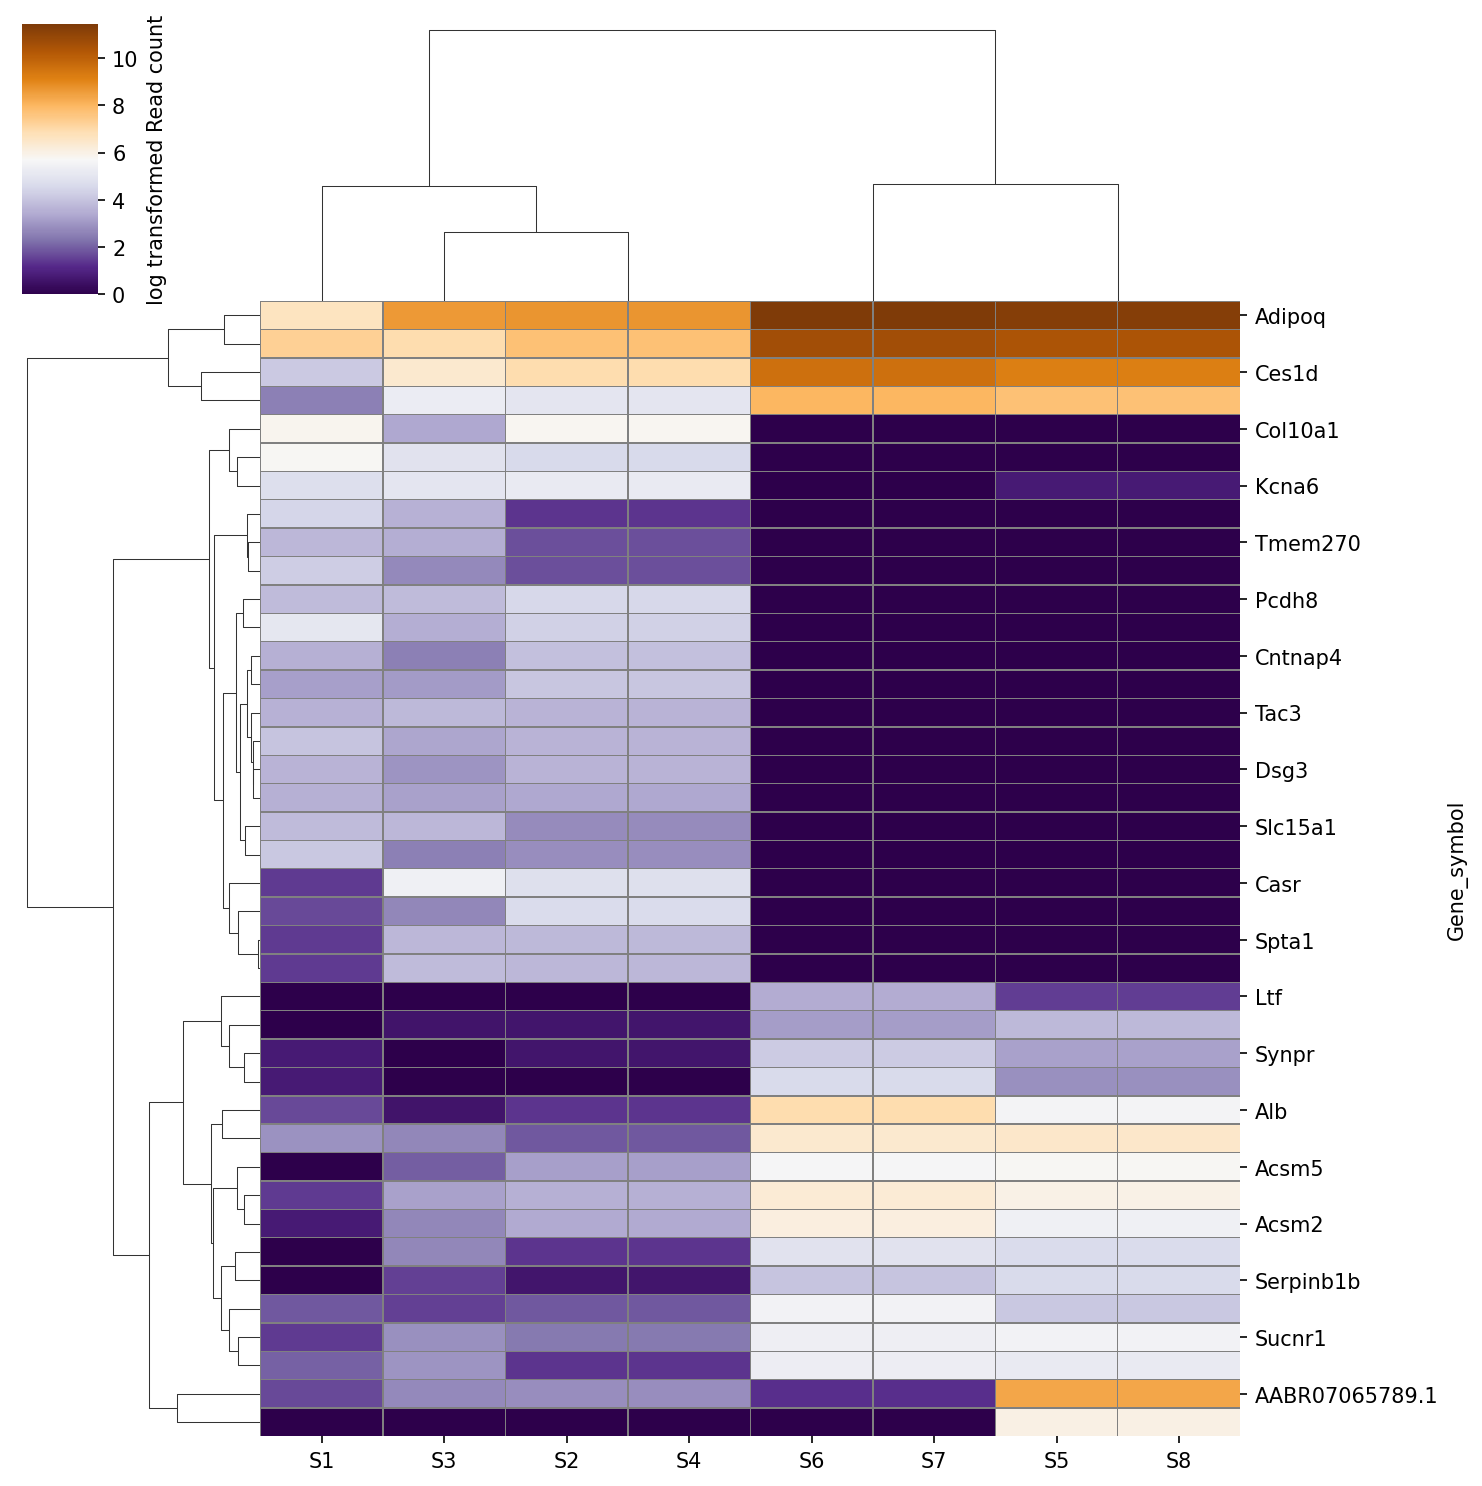 10
8
6
4
2
0
log transformed Read count
Adipoq
Ces1d
Col10a1
Kcna6
Tmem270
Pcdh8
Cntnap4
Tac3
Dsg3
Slc15a1
Casr
Spta1
Ltf
Synpr
Alb
Acsm5
Acsm2
Serpinb1b
Sucnr1
AABR07065789.1
Gene_symbol
S1 S3 S2 S4 S6 S7 S5 S8